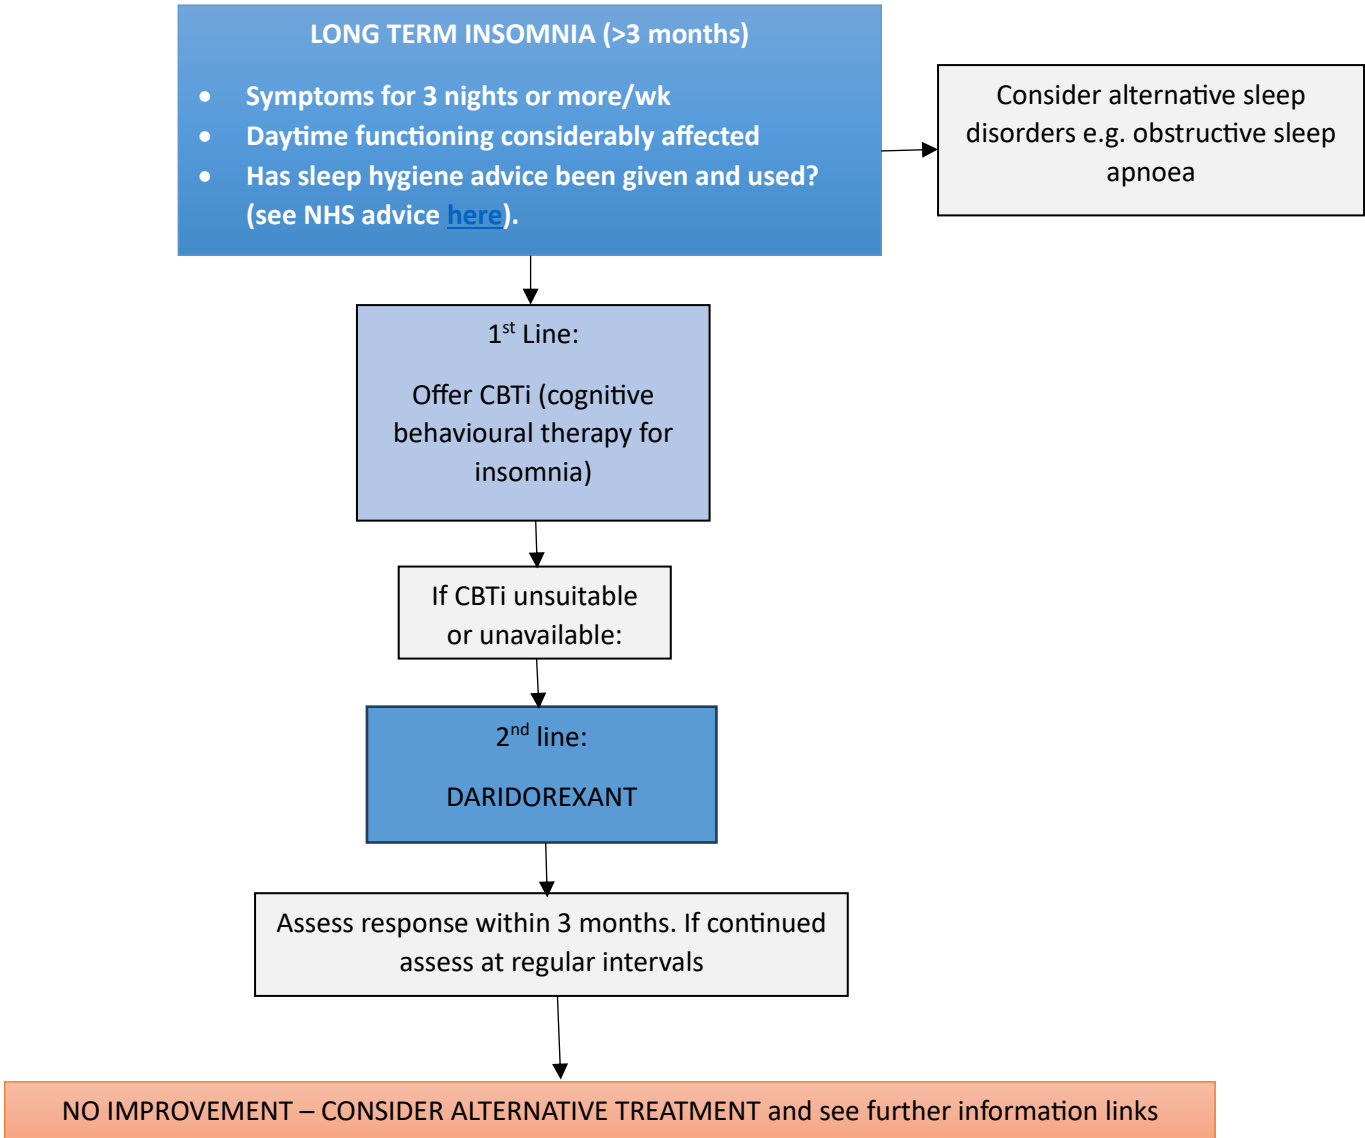 LONG TERM INSOMNIA (>3 months)
• Symptoms for 3 nights or more/wk
• Daytime functioning considerably affected
• Has sleep hygiene advice been given and used?
(see NHS advice here).
Consider alternative sleep
disorders e.g. obstructive sleep
apnoea
1st Line:
Offer CBTi (cognitive
behavioural therapy for
insomnia)
If CBTi unsuitable
or unavailable:
2nd line:
DARIDOREXANT
Assess response within 3 months. If continued
assess at regular intervals
NO IMPROVEMENT – CONSIDER ALTERNATIVE TREATMENT and see further information links